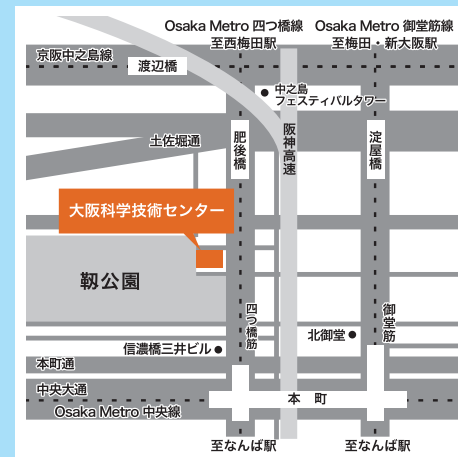 Osaka Metro 四つ橋線
至西梅田駅
Osaka Metro 御堂筋線
至梅田・新大阪駅
京阪中之島線
渡辺橋
中之島
フェスティバルタワー
土佐堀通
肥後橋
阪神高速
淀屋橋
大阪科学技術センター
靱公園
四つ橋筋
御堂筋
北御堂
信濃橋三井ビル
本町通
中央大通
本 町
Osaka Metro 中央線
至なんば駅
至なんば駅